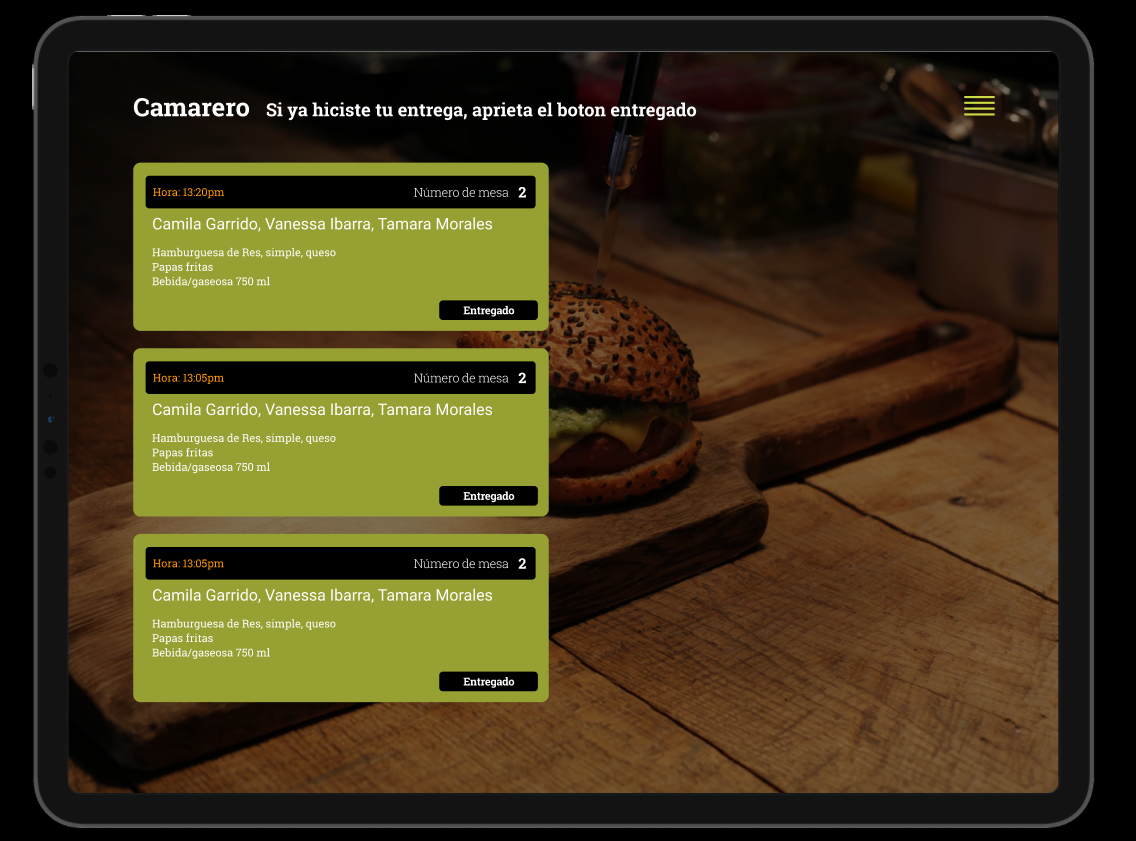 Camarero Si ya hiciste tu entrega, aprieta el boton entregado
Hora: 13:20pm Número de mesa 2
Camila Garrido, Vanessa Ibarra, Tamara Morales
Hamburguesa de Res, simple, queso
Papas fritas
Bebida/gaseosa 750 ml
Entregado
Hora: 13:05pm Número de mesa 2
Camila Garrido, Vanessa Ibarra, Tamara Morales
Hamburguesa de Res, simple, queso
Papas fritas
Bebida/gaseosa 750 ml
Entregado
Hora: 13:05pm Número de mesa 2
Camila Garrido, Vanessa Ibarra, Tamara Morales
Hamburguesa de Res, simple, queso
Papas fritas
Bebida/gaseosa 750 ml
Entregado